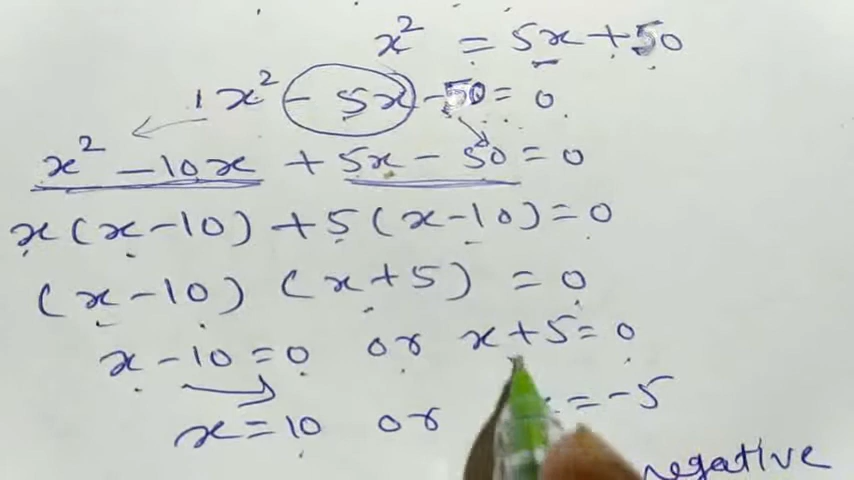 x² = 5x + 50
1x² - 5x - 50 = 0
x² - 10x + 5x - 50 = 0
x(x-10) + 5(x-10) = 0
(x-10) (x+5) = 0
x - 10 = 0 or x + 5 = 0
x = 10 or = -5
negative